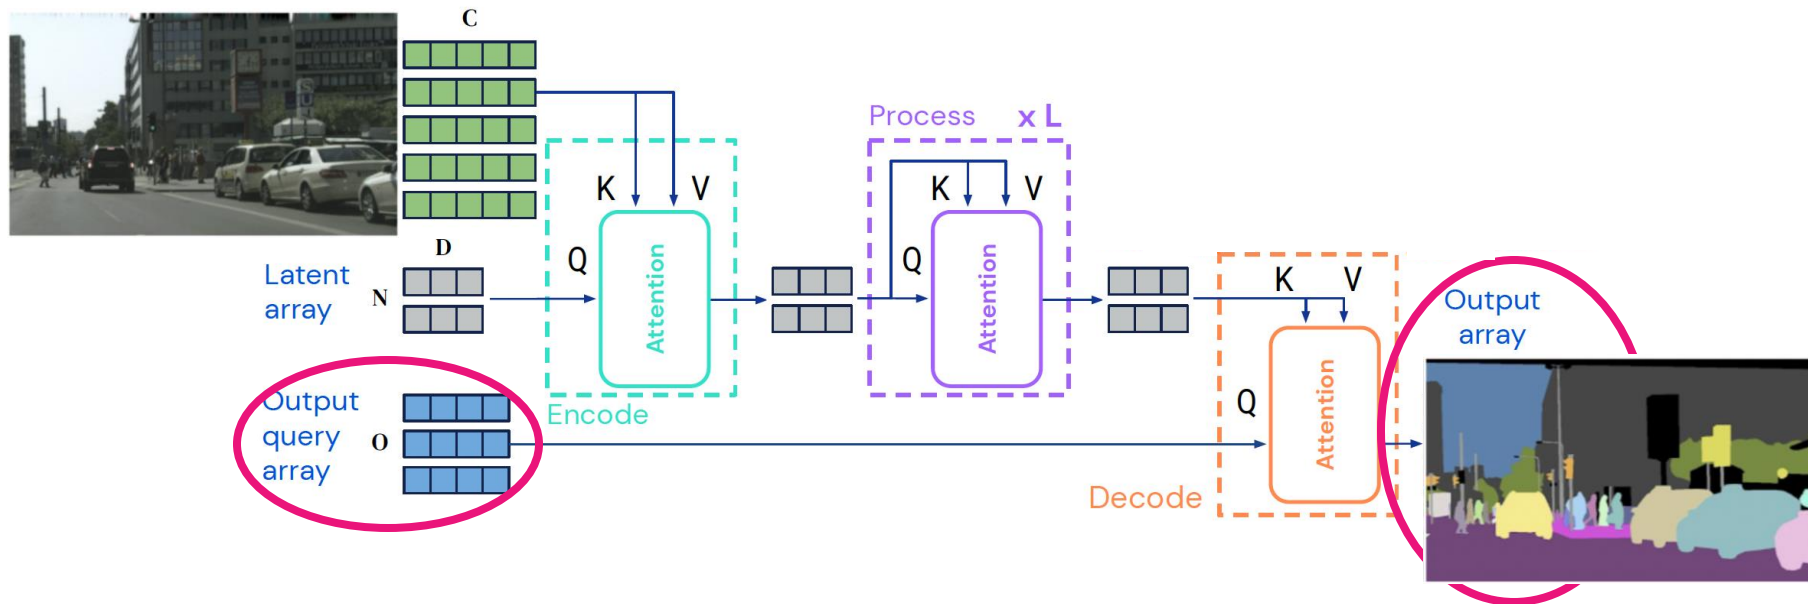 C
Process
x L
K
V
K
V
D
Q
Q
Latent
array
N
K
V
Output
array
Attention
Attention
Output
query
array
O
Encode
Q
Attention
Decode